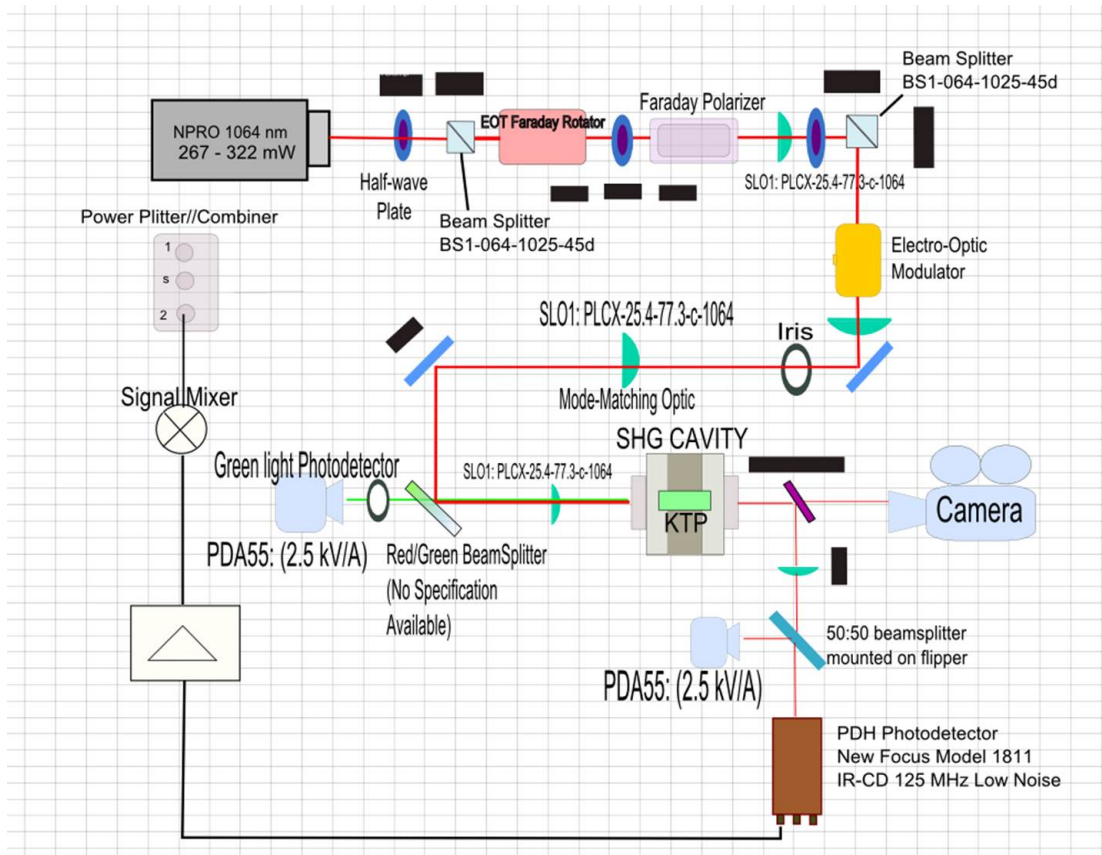 Beam Splitter
BS1-064-1025-45d
Faraday Polarizer
EOT Faraday Rotator
NPRO 1064 nm
267 - 322 mW
Half-wave
Plate
SLO1: PLCX-25.4-77.3-c-1064
Beam Splitter
BS1-064-1025-45d
Power Plitter//Combiner
1
s
2
Electro-Optic
Modulator
SLO1: PLCX-25.4-77.3-c-1064
Iris
Mode-Matching Optic
Signal Mixer
SHG CAVITY
Green light Photodetector
SLO1: PLCX-25.4-77.3-c-1064
KTP
Camera
PDA55: (2.5 kV/A)
Red/Green BeamSplitter
(No Specification
Available)
50:50 beamsplitter
mounted on flipper
PDA55: (2.5 kV/A)
PDH Photodetector
New Focus Model 1811
IR-CD 125 MHz Low Noise